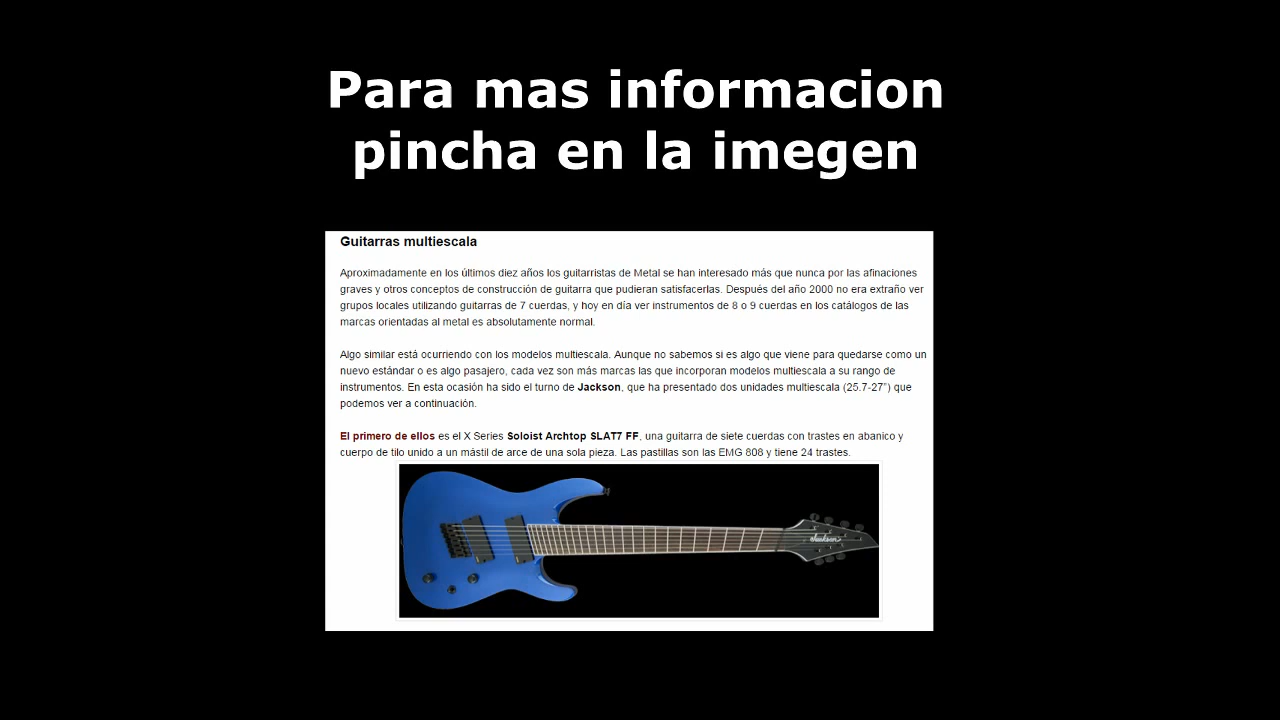 Para mas informacion
pincha en la imegen
Guitarras multiescala
Aproximadamente en los últimos diez años los guitarristas de Metal se han interesado más que nunca por las afinaciones
graves y otros conceptos de construcción de guitarra que pudieran satisfacerlas. Después del año 2000 no era extraño ver
grupos locales utilizando guitarras de 7 cuerdas, y hoy en día ver instrumentos de 8 o 9 cuerdas en los catálogos de las
marcas orientadas al metal es absolutamente normal.
Algo similar está ocurriendo con los modelos multiescala. Aunque no sabemos si es algo que viene para quedarse como un
nuevo estándar o es algo pasajero, cada vez son más marcas las que incorporan modelos multiescala a su rango de
instrumentos. En esta ocasión ha sido el turno de Jackson, que ha presentado dos unidades multiescala (25.7-27") que
podemos ver a continuación.
El primero de ellos es el X Series Soloist Archtop SLAT7 FF, una guitarra de siete cuerdas con trastes en abanico y
cuerpo de tilo unido a un mástil de arce de una sola pieza. Las pastillas son las EMG 808 y tiene 24 trastes.
Jackson